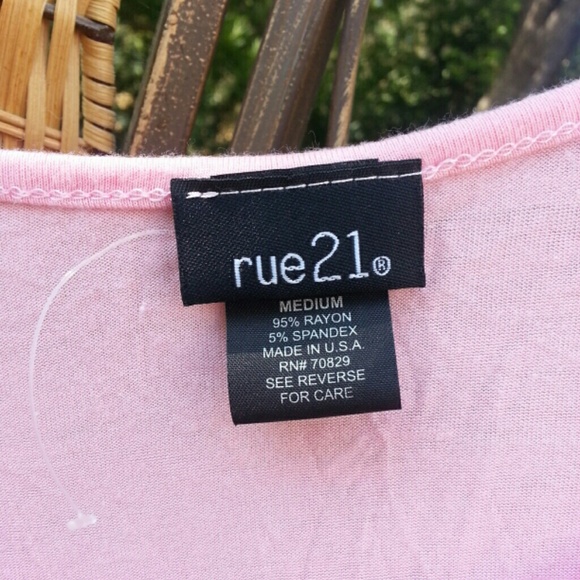 rue21®
MEDIUM
95% RAYON
5% SPANDEX
MADE IN U.S.A.
RN# 70829
SEE REVERSE
FOR CARE